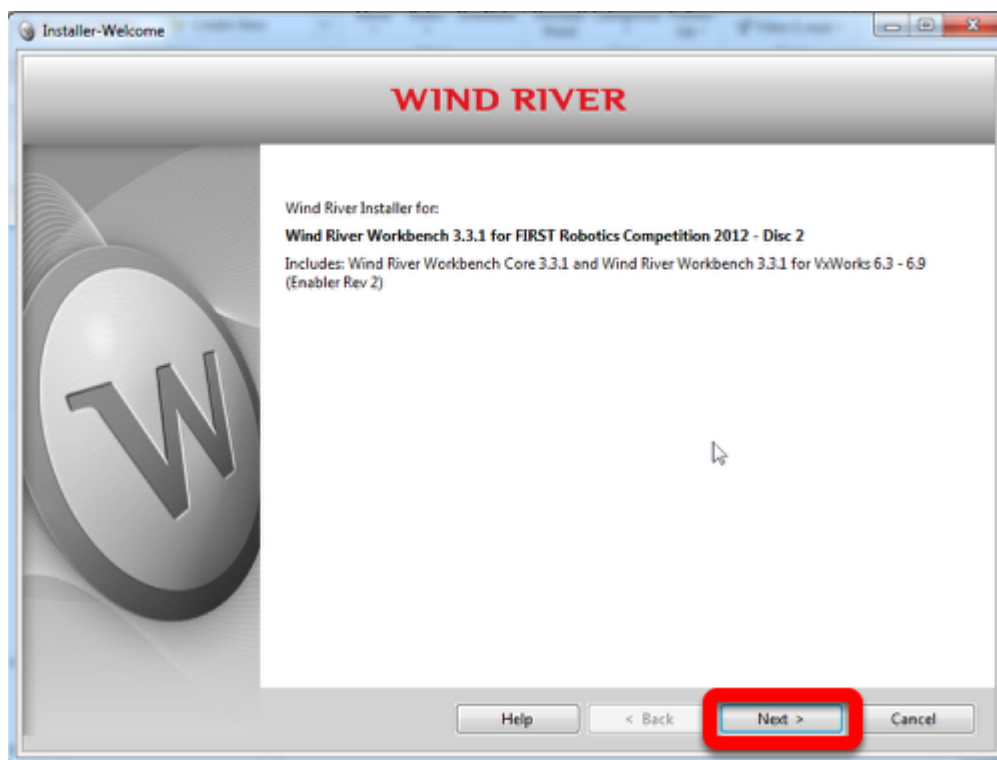 Installer-Welcome
WIND RIVER
Wind River Installer for:
Wind River Workbench 3.3.1 for FIRST Robotics Competition 2012 - Disc 2
Includes: Wind River Workbench Core 3.3.1 and Wind River Workbench 3.3.1 for VxWorks 6.3 - 6.9
(Enabler Rev 2)
W
Help
< Back
Next >
Cancel